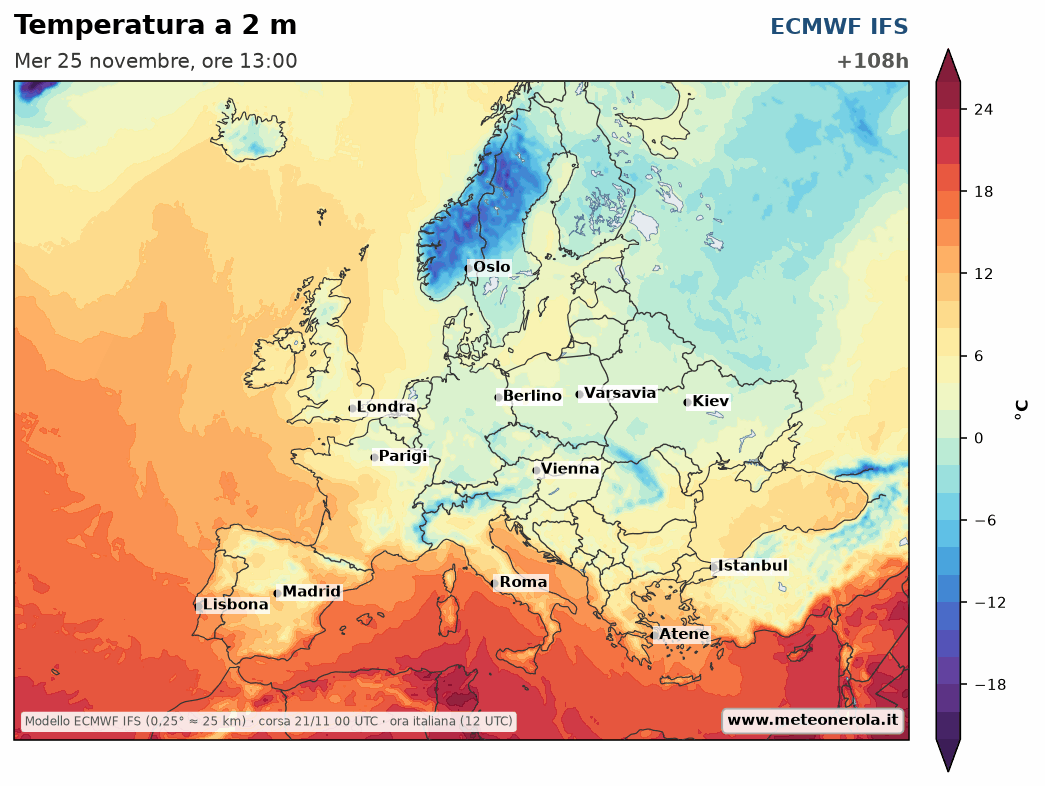 Temperatura a 2 m
ECMWF IFS
Mer 25 novembre, ore 13:00
+108h
24
18
12
6
0
−6
−12
−18
°C
Oslo
Londra
Berlino
Varsavia
Kiev
Parigi
Vienna
Istanbul
Roma
Madrid
Lisbona
Atene
Modello ECMWF IFS (0,25° ≈ 25 km) · corsa 21/11 00 UTC · ora italiana (12 UTC)
www.meteonerola.it